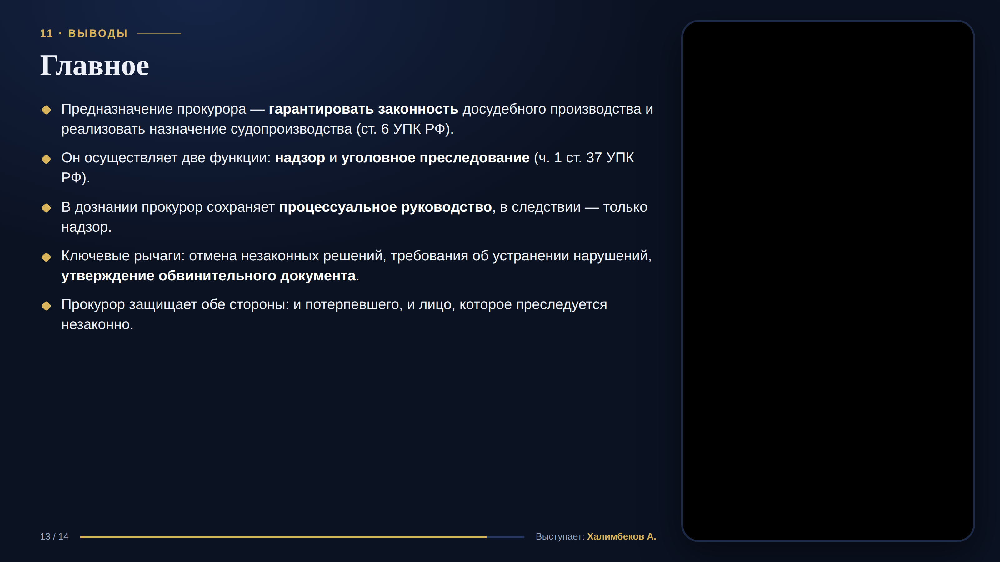 11 · ВЫВОДЫ
Главное
Предназначение прокурора — гарантировать законность досудебного производства и
реализовать назначение судопроизводства (ст. 6 УПК РФ).
Он осуществляет две функции: надзор и уголовное преследование (ч. 1 ст. 37 УПК
РФ).
В дознании прокурор сохраняет процессуальное руководство, в следствии — только
надзор.
Ключевые рычаги: отмена незаконных решений, требования об устранении нарушений,
утверждение обвинительного документа.
Прокурор защищает обе стороны: и потерпевшего, и лицо, которое преследуется
незаконно.
13 / 14
Выступает: Халимбеков А.